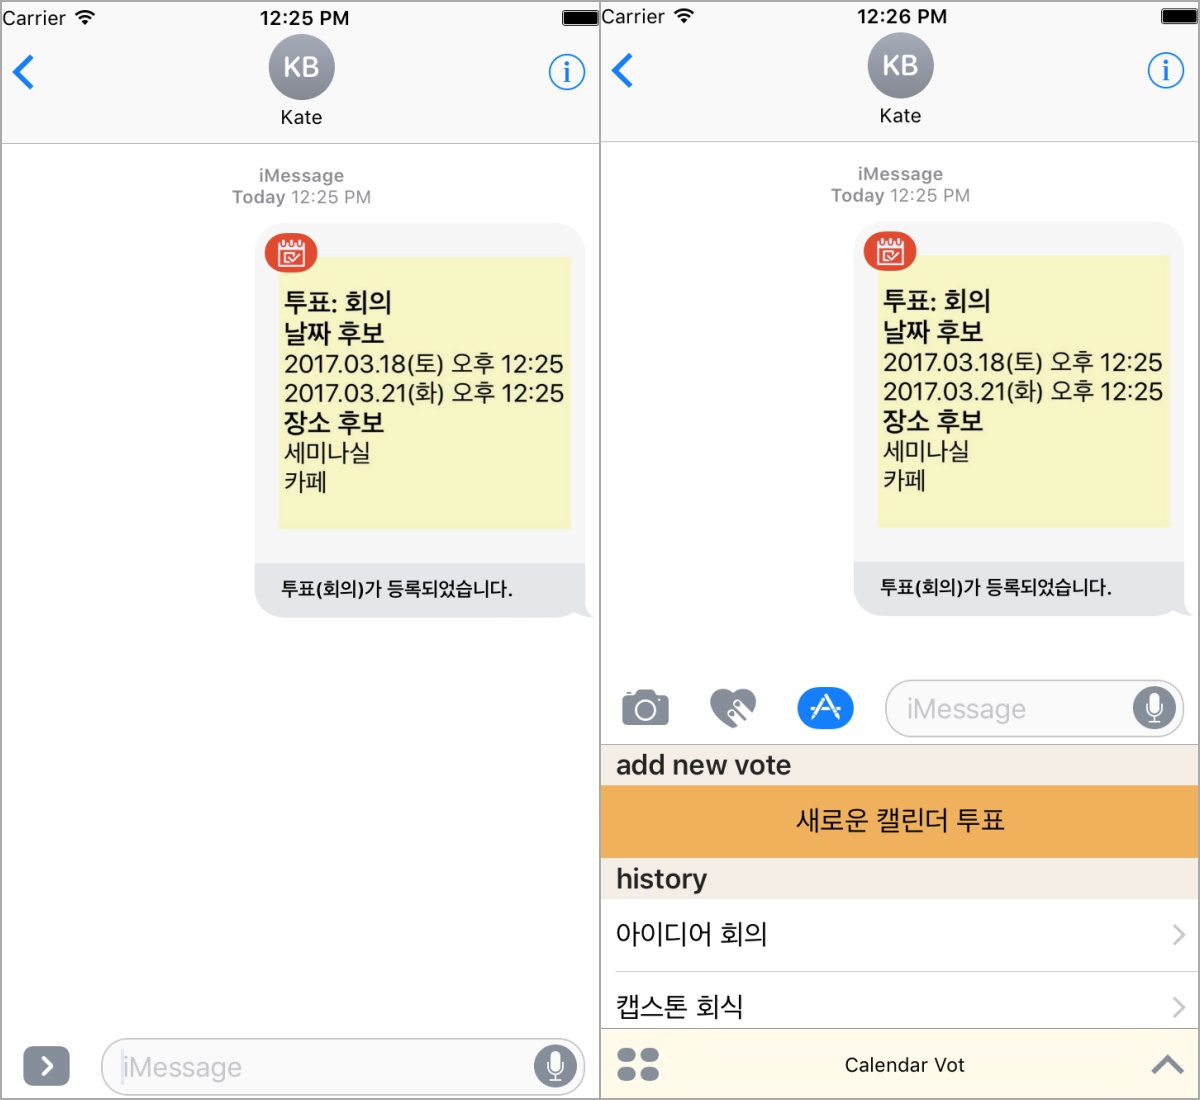 Carrier 12:25 PM
KB
Kate
iMessage
Today 12:25 PM
투표: 회의
날짜 후보
2017.03.18(토) 오후 12:25
2017.03.21(화) 오후 12:25
장소 후보
세미나실
카페
투표(회의)가 등록되었습니다.
iMessage
Carrier 12:26 PM
KB
Kate
iMessage
Today 12:25 PM
투표: 회의
날짜 후보
2017.03.18(토) 오후 12:25
2017.03.21(화) 오후 12:25
장소 후보
세미나실
카페
투표(회의)가 등록되었습니다.
iMessage
add new vote
새로운 캘린더 투표
history
아이디어 회의
캡스톤 회식
Calendar Vot